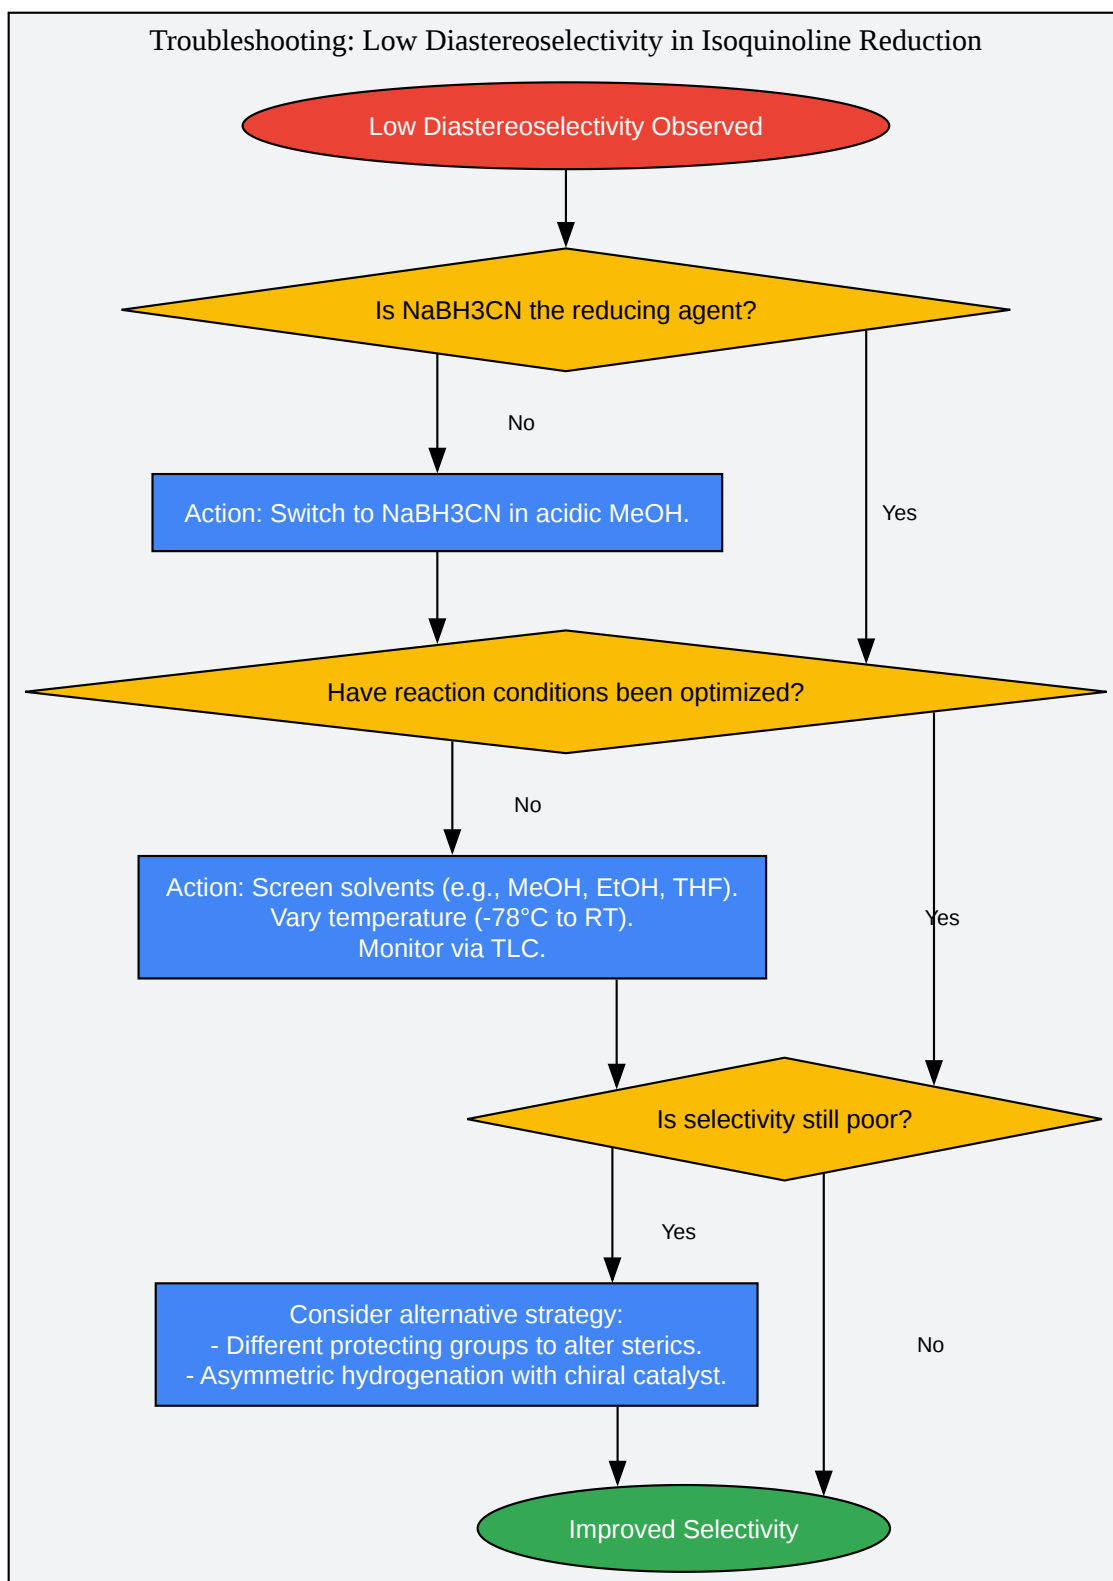 Troubleshooting: Low Diastereoselectivity in Isoquinoline Reduction
Low Diastereoselectivity Observed
Is NaBH3CN the reducing agent?
No
Action: Switch to NaBH3CN in acidic MeOH.
Yes
Have reaction conditions been optimized?
No
Action: Screen solvents (e.g., MeOH, EtOH, THF).
Vary temperature (-78°C to RT).
Monitor via TLC.
Yes
Is selectivity still poor?
Yes
Consider alternative strategy:
- Different protecting groups to alter sterics.
- Asymmetric hydrogenation with chiral catalyst.
No
Improved Selectivity